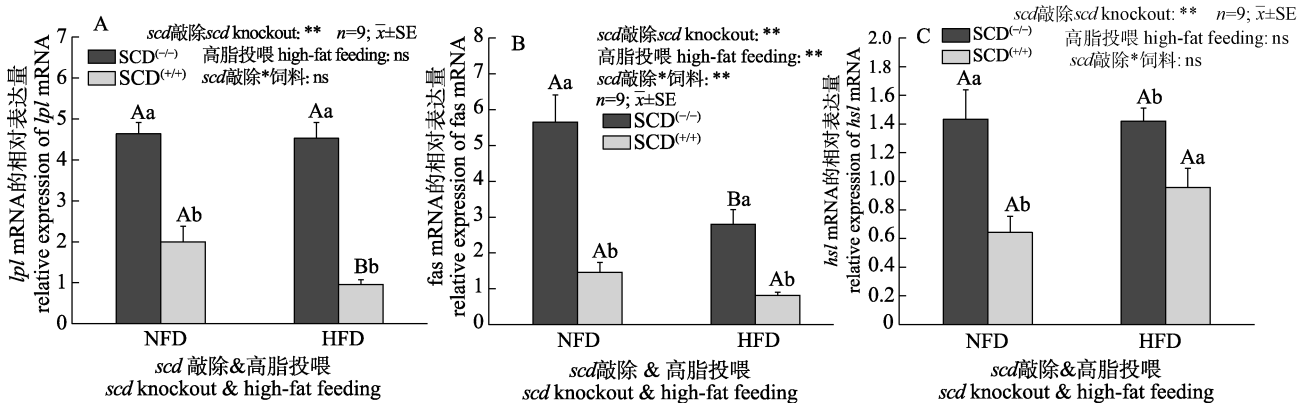 A
scd敲除scd knockout: ** n=9; x̄±SE
高脂投喂 high-fat feeding: ns
scd敲除*饲料: ns
SCD(−/−)
SCD(+/+)
lpl mRNA的相对表达量
relative expression of lpl mRNA
7
6
5
4
3
2
1
0
Aa
Ab
Aa
Bb
NFD
HFD
scd 敲除&高脂投喂
scd knockout & high-fat feeding
B
scd敲除scd knockout: **
高脂投喂 high-fat feeding: **
scd敲除*饲料: **
n=9; x̄±SE
SCD(−/−)
SCD(+/+)
fas mRNA的相对表达量
relative expression of fas mRNA
8
7
6
5
4
3
2
1
0
Aa
Ab
Ba
Ab
NFD
HFD
scd敲除 & 高脂投喂
scd knockout & high-fat feeding
C
scd敲除scd knockout: ** n=9; x̄±SE
高脂投喂 high-fat feeding: ns
scd敲除*饲料: ns
SCD(−/−)
SCD(+/+)
hsl mRNA的相对表达量
relative expression of hsl mRNA
2.0
1.8
1.6
1.4
1.2
1.0
0.8
0.6
0.4
0.2
0
Aa
Ab
Ab
Aa
NFD
HFD
scd敲除&高脂投喂
scd knockout & high-fat feeding